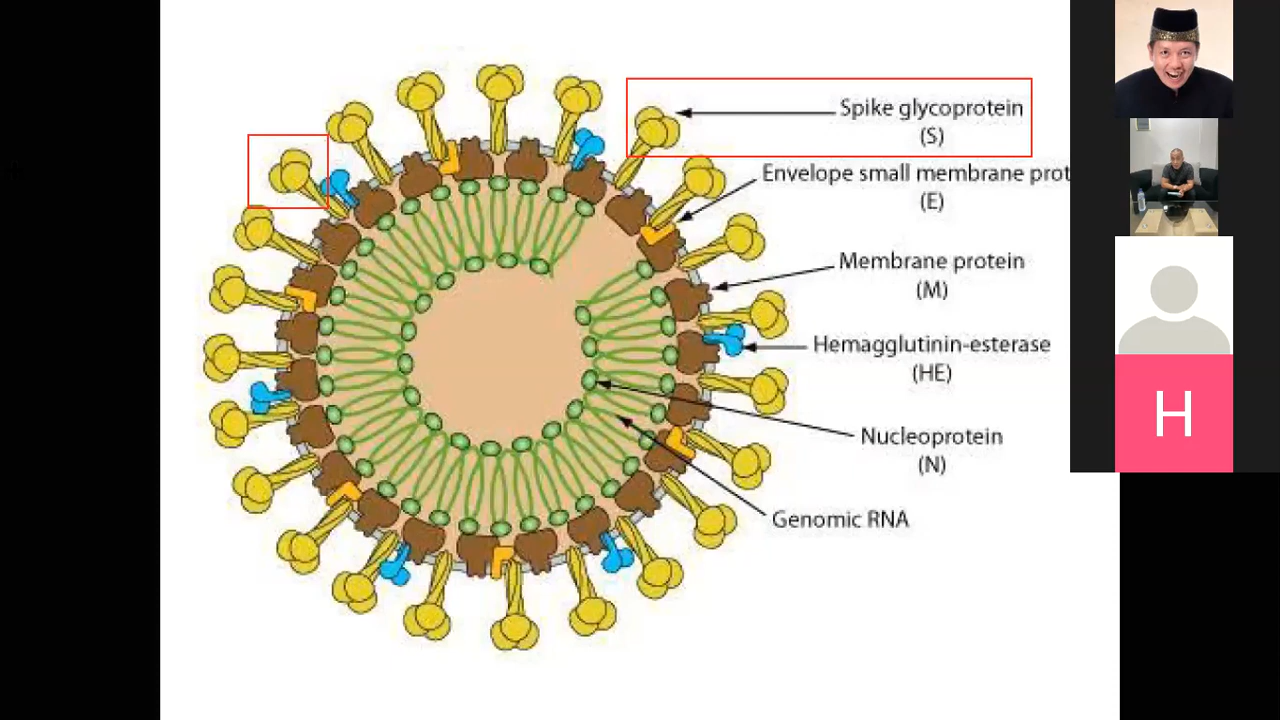 Spike glycoprotein
(S)
Envelope small membrane prot
(E)
Membrane protein
(M)
Hemagglutinin-esterase
(HE)
Nucleoprotein
(N)
Genomic RNA
H